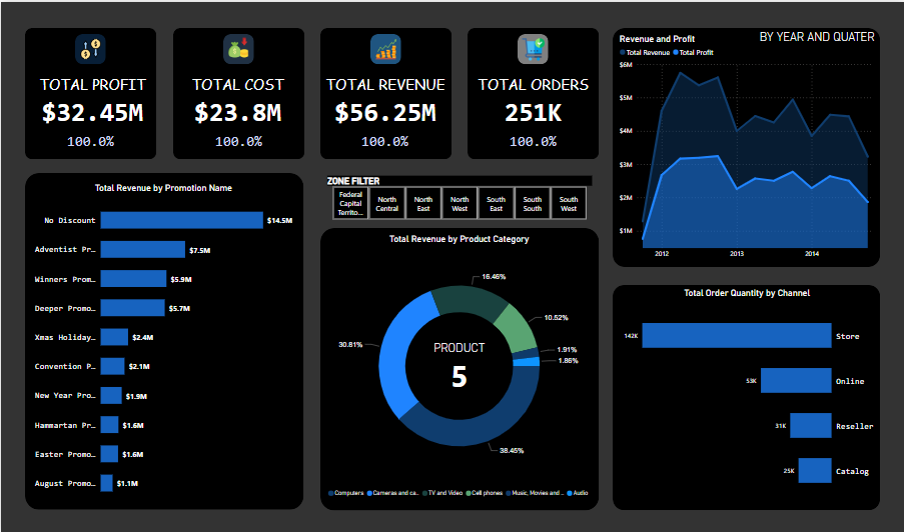 TOTAL PROFIT
$32.45M
100.0%
TOTAL COST
$23.8M
100.0%
TOTAL REVENUE
$56.25M
100.0%
TOTAL ORDERS
251K
100.0%
Revenue and Profit
BY YEAR AND QUATER
Total Revenue
Total Profit
$6M
$5M
$4M
$3M
$2M
$1M
2012
2013
2014
Total Revenue by Promotion Name
No Discount
$14.5M
Adventist Pr...
$7.5M
Winners Prom...
$5.9M
Deeper Promo...
$5.7M
Xmas Holiday...
$2.4M
Convention P...
$2.1M
New Year Pro...
$1.9M
Hammartan Pr...
$1.6M
Easter Promo...
$1.6M
August Promo...
$1.1M
ZONE FILTER
Federal
Capital
Territo...
North
Central
North
East
North
West
South
East
South
South
South
West
Total Revenue by Product Category
16.46%
10.52%
1.91%
1.86%
30.81%
38.45%
PRODUCT
5
Computers
Cameras and ca...
TV and Video
Cell phones
Music, Movies and ...
Audio
Total Order Quantity by Channel
142K
Store
53K
Online
31K
Reseller
25K
Catalog